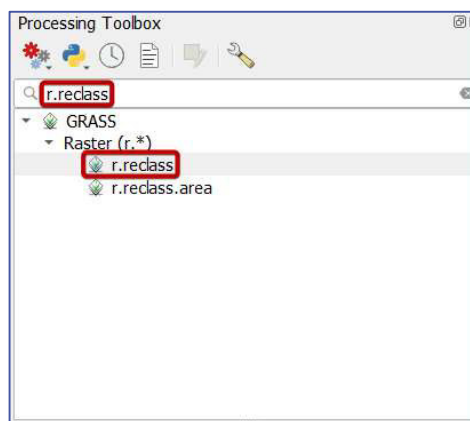 Processing Toolbox
r.reclass
GRASS
Raster (r.*)
r.reclass
r.reclass.area